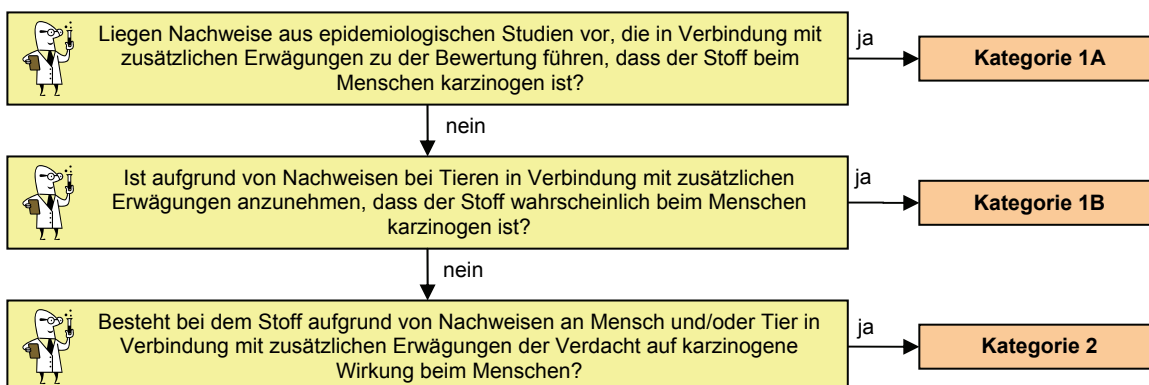 Liegen Nachweise aus epidemiologischen Studien vor, die in Verbindung mit
zusätzlichen Erwägungen zu der Bewertung führen, dass der Stoff beim
Menschen karzinogen ist?
ja
Kategorie 1A
nein
Ist aufgrund von Nachweisen bei Tieren in Verbindung mit zusätzlichen
Erwägungen anzunehmen, dass der Stoff wahrscheinlich beim Menschen
karzinogen ist?
ja
Kategorie 1B
nein
Besteht bei dem Stoff aufgrund von Nachweisen an Mensch und/oder Tier in
Verbindung mit zusätzlichen Erwägungen der Verdacht auf karzinogene
Wirkung beim Menschen?
ja
Kategorie 2